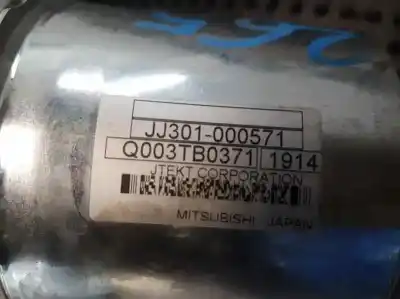 JJ301-000571
Q003TB0371 1914
JTEKT CORPORATION
MITSUBISHI JAPAN